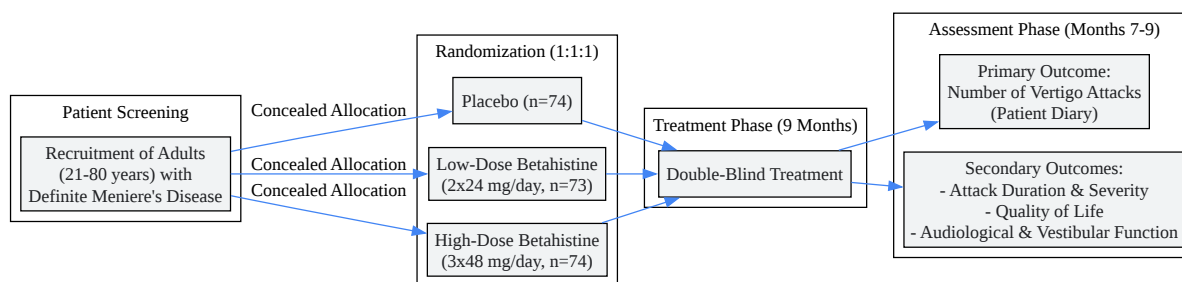 Patient Screening
Recruitment of Adults
(21-80 years) with
Definite Meniere's Disease
Concealed Allocation
Concealed Allocation
Concealed Allocation
Randomization (1:1:1)
Placebo (n=74)
Low-Dose Betahistine
(2x24 mg/day, n=73)
High-Dose Betahistine
(3x48 mg/day, n=74)
Treatment Phase (9 Months)
Double-Blind Treatment
Assessment Phase (Months 7-9)
Primary Outcome:
Number of Vertigo Attacks
(Patient Diary)
Secondary Outcomes:
- Attack Duration & Severity
- Quality of Life
- Audiological & Vestibular Function